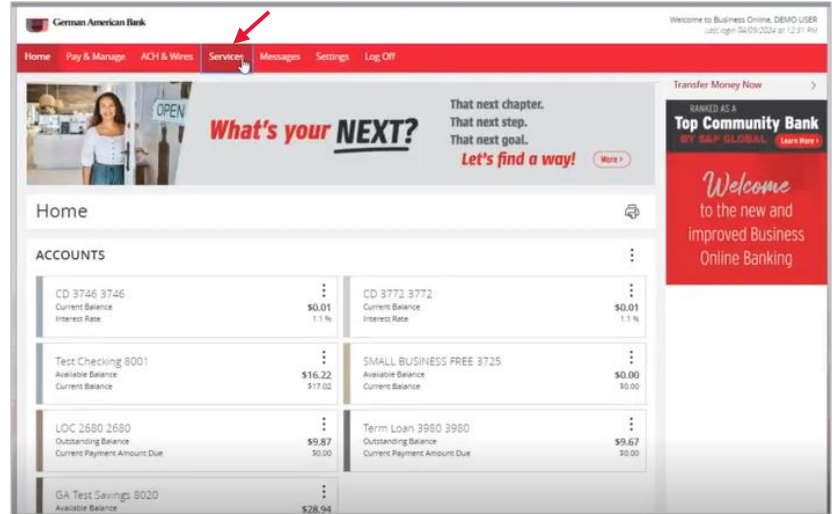 German American Bank
Welcome to Business Online, DEMO USER
Last login 04/09/2024 at 12:31 PM
Home Pay & Manage ACH & Wires Services Messages Settings Log Off
Transfer Money Now
OPEN
What's your NEXT?
That next chapter.
That next step.
That next goal.
Let's find a way!
More
RANKED AS A
Top Community Bank
BY S&P GLOBAL
Learn More
Welcome
to the new and
improved Business
Online Banking
Home
ACCOUNTS
CD 3746 3746
Current Balance $0.01
Interest Rate 1.1 %
CD 3772 3772
Current Balance $0.01
Interest Rate 1.1 %
Test Checking 8001
Available Balance $16.22
Current Balance $17.02
SMALL BUSINESS FREE 3725
Available Balance $0.00
Current Balance $0.00
LOC 2680 2680
Outstanding Balance $9.87
Current Payment Amount Due $0.00
Term Loan 3980 3980
Outstanding Balance $9.67
Current Payment Amount Due $0.00
GA Test Savings 8020
Available Balance $28.94